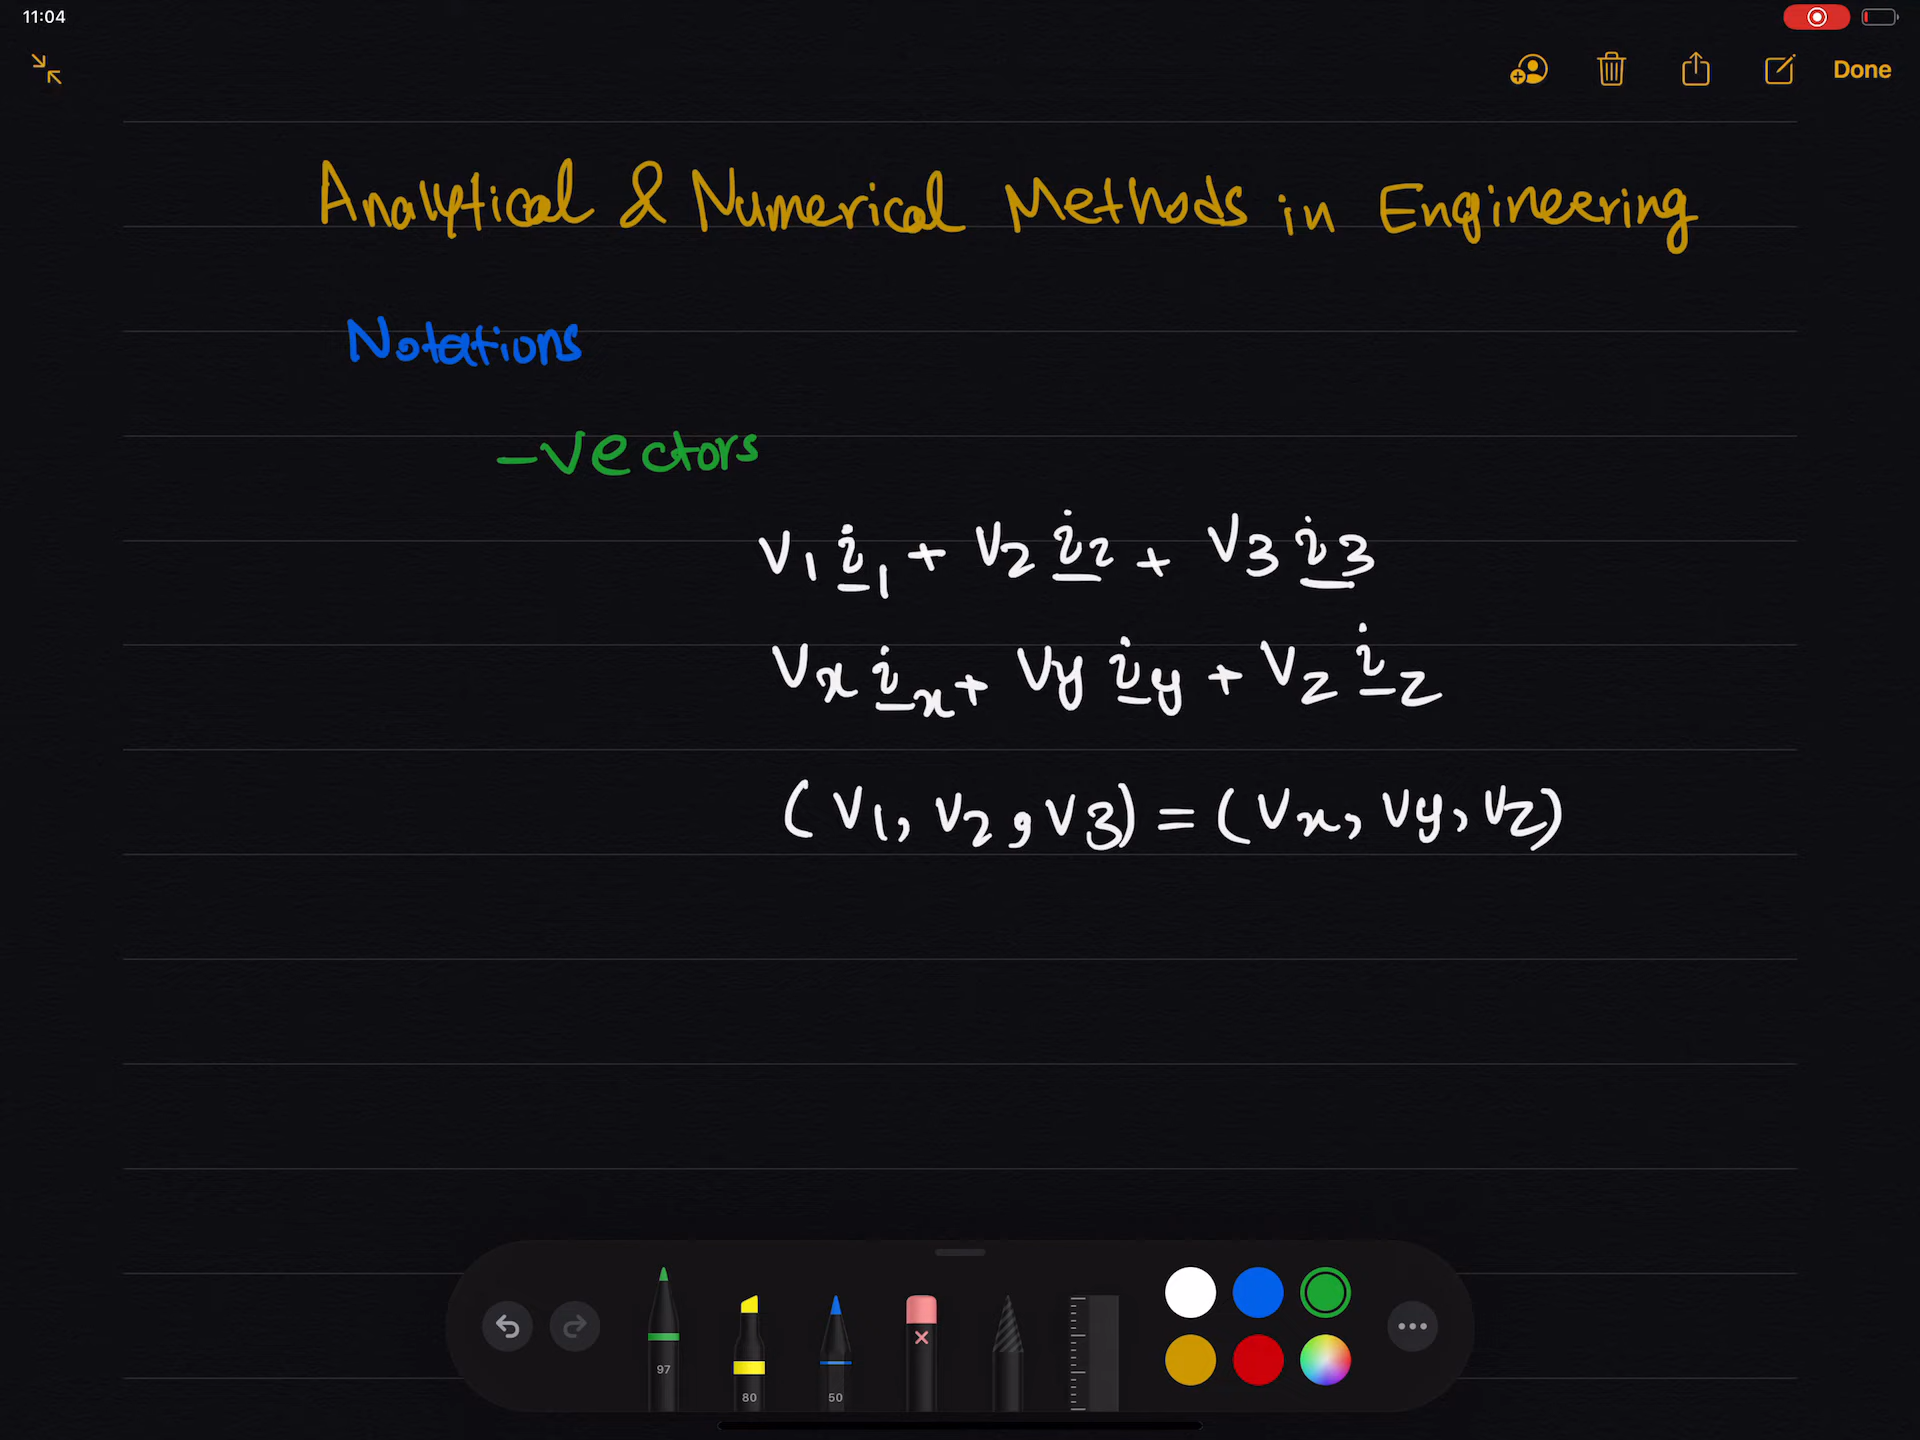 11:04
Done
Analytical & Numerical Methods in Engineering
Notations
-Vectors
V1 i1 + V2 i2 + V3 i3
Vx ix + Vy iy + Vz iz
(V1, V2, V3) = (Vx, Vy, Vz)
97
80
50